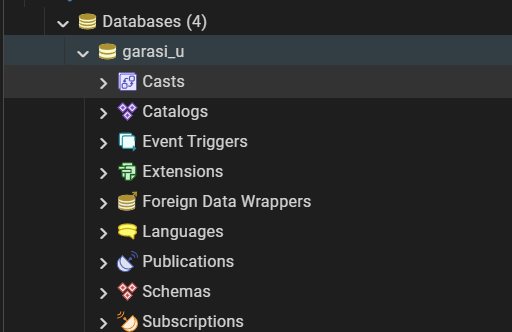 Databases (4)
garasi_u
Casts
Catalogs
Event Triggers
Extensions
Foreign Data Wrappers
Languages
Publications
Schemas
Subscriptions